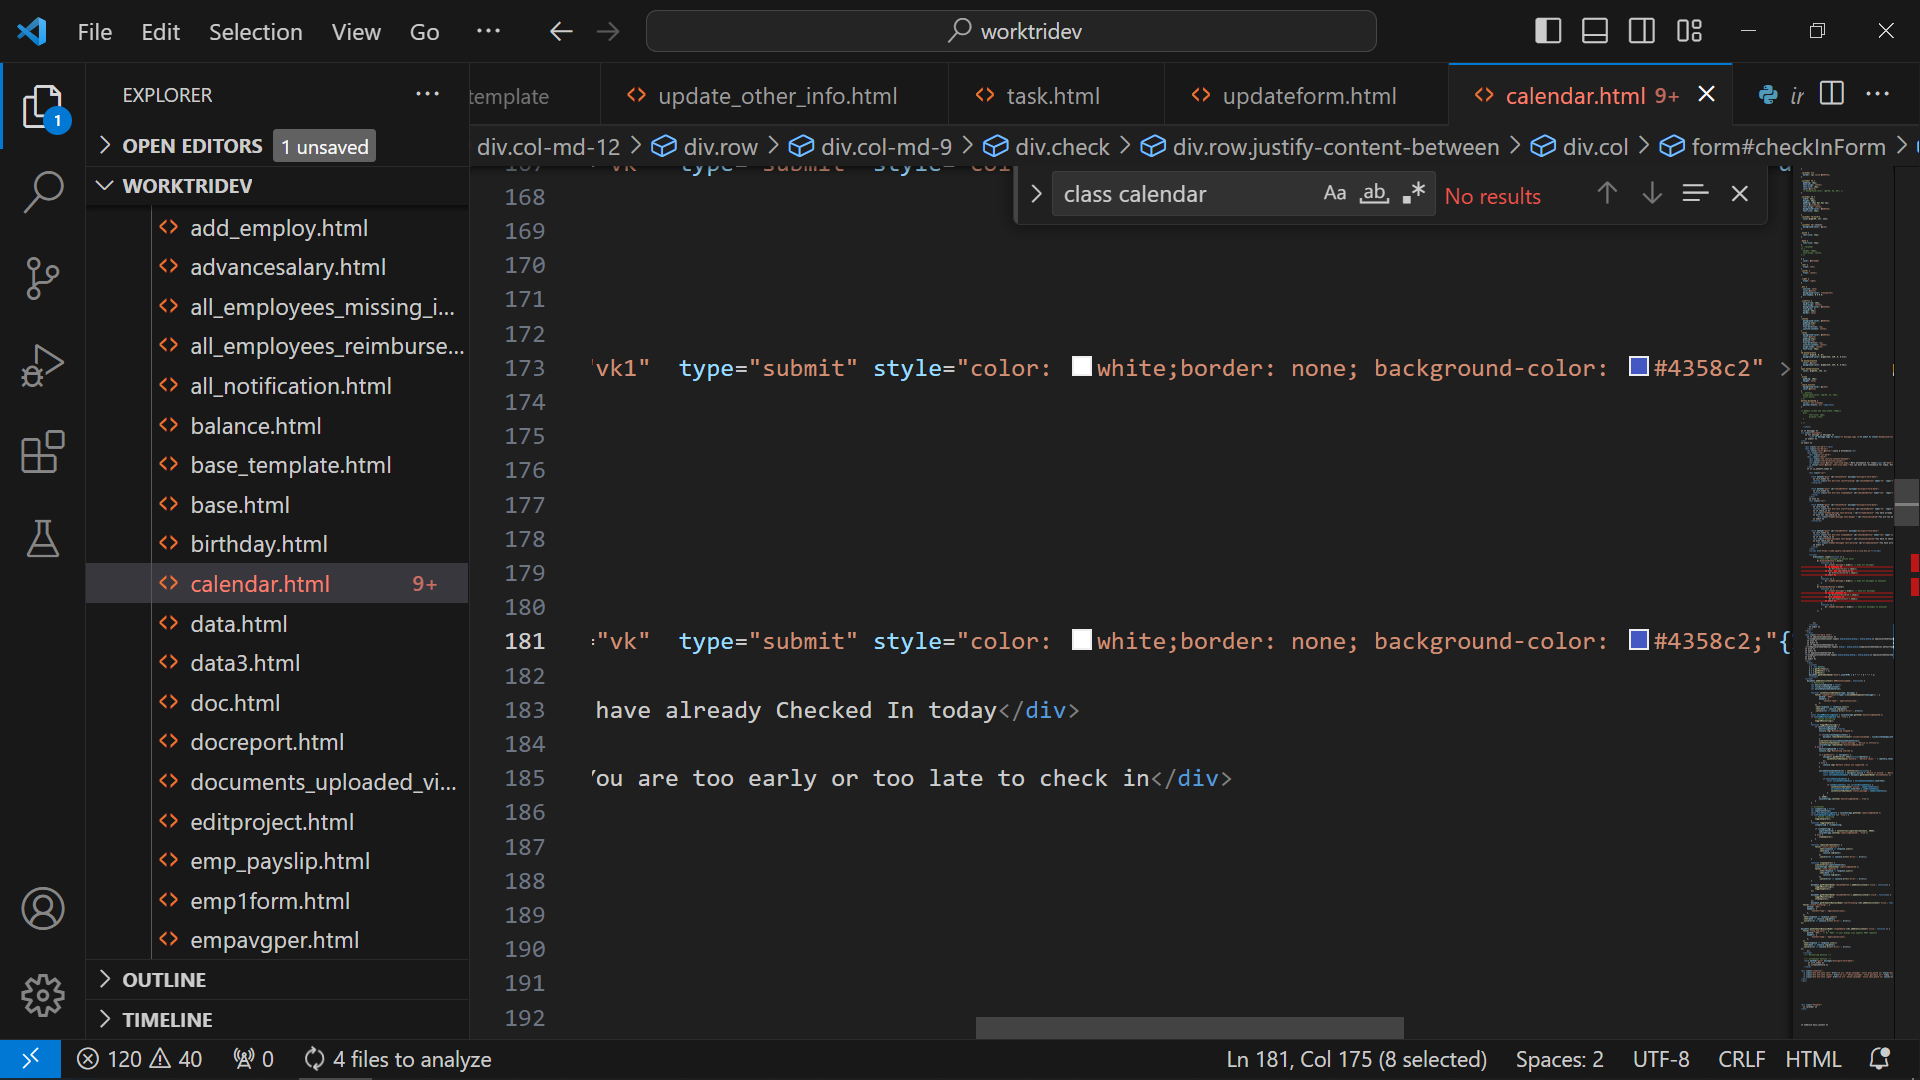 File Edit Selection View Go ··· worktridev
EXPLORER ···
template update_other_info.html task.html updateform.html calendar.html 9+
OPEN EDITORS 1 unsaved
div.col-md-12 > div.row > div.col-md-9 > div.check > div.row.justify-content-between > div.col > form#checkInForm >
WORKTRIDEV
class calendar Aa ab .* No results
add_employ.html
advancesalary.html
all_employees_missing_i...
all_employees_reimburse...
all_notification.html
balance.html
base_template.html
base.html
birthday.html
calendar.html 9+
data.html
data3.html
doc.html
docreport.html
documents_uploaded_vi...
editproject.html
emp_payslip.html
emp1form.html
empavgper.html
OUTLINE
TIMELINE
168
169
170
171
172
173 "vk1" type="submit" style="color: white;border: none; background-color: #4358c2" >
174
175
176
177
178
179
180
181 ="vk" type="submit" style="color: white;border: none; background-color: #4358c2;"{
182
183 have already Checked In today</div>
184
185 You are too early or too late to check in</div>
186
187
188
189
190
191
192
120 40 0 4 files to analyze Ln 181, Col 175 (8 selected) Spaces: 2 UTF-8 CRLF HTML